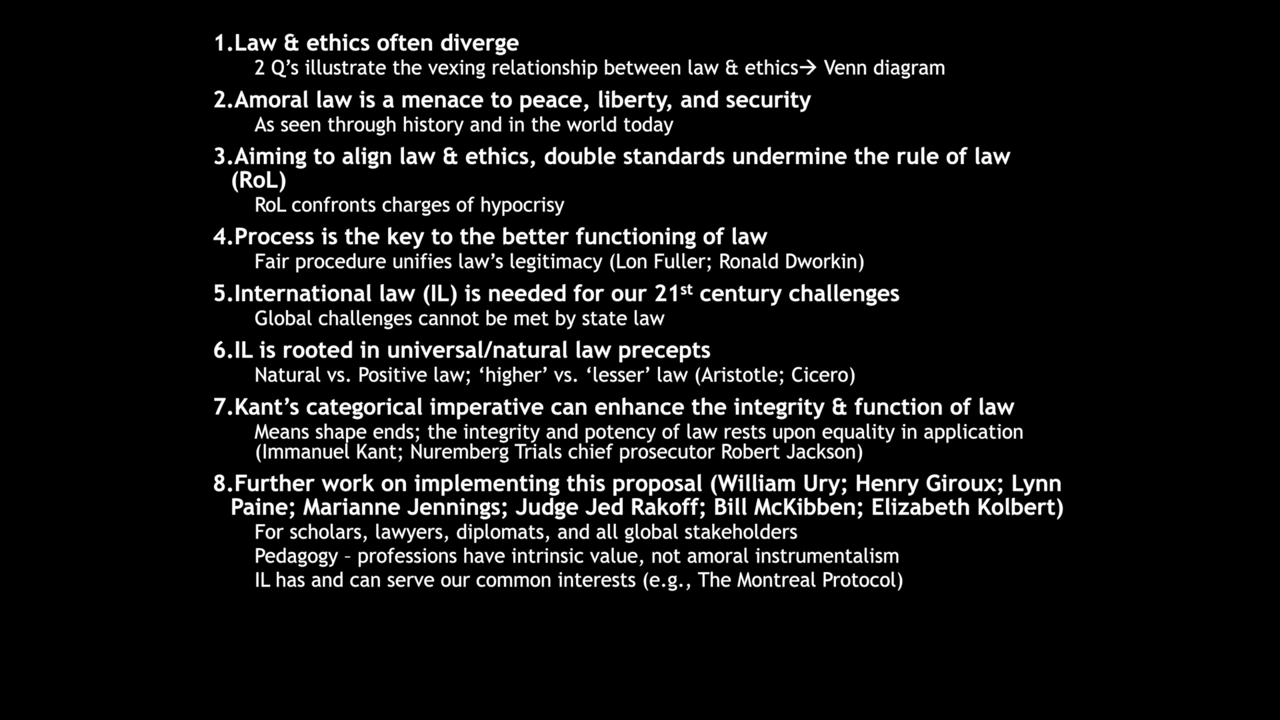 1.Law & ethics often diverge
2 Q's illustrate the vexing relationship between law & ethics→ Venn diagram
2.Amoral law is a menace to peace, liberty, and security
As seen through history and in the world today
3.Aiming to align law & ethics, double standards undermine the rule of law
(RoL)
RoL confronts charges of hypocrisy
4.Process is the key to the better functioning of law
Fair procedure unifies law's legitimacy (Lon Fuller; Ronald Dworkin)
5.International law (IL) is needed for our 21st century challenges
Global challenges cannot be met by state law
6.IL is rooted in universal/natural law precepts
Natural vs. Positive law; 'higher' vs. 'lesser' law (Aristotle; Cicero)
7.Kant's categorical imperative can enhance the integrity & function of law
Means shape ends; the integrity and potency of law rests upon equality in application
(Immanuel Kant; Nuremberg Trials chief prosecutor Robert Jackson)
8.Further work on implementing this proposal (William Ury; Henry Giroux; Lynn
Paine; Marianne Jennings; Judge Jed Rakoff; Bill McKibben; Elizabeth Kolbert)
For scholars, lawyers, diplomats, and all global stakeholders
Pedagogy – professions have intrinsic value, not amoral instrumentalism
IL has and can serve our common interests (e.g., The Montreal Protocol)